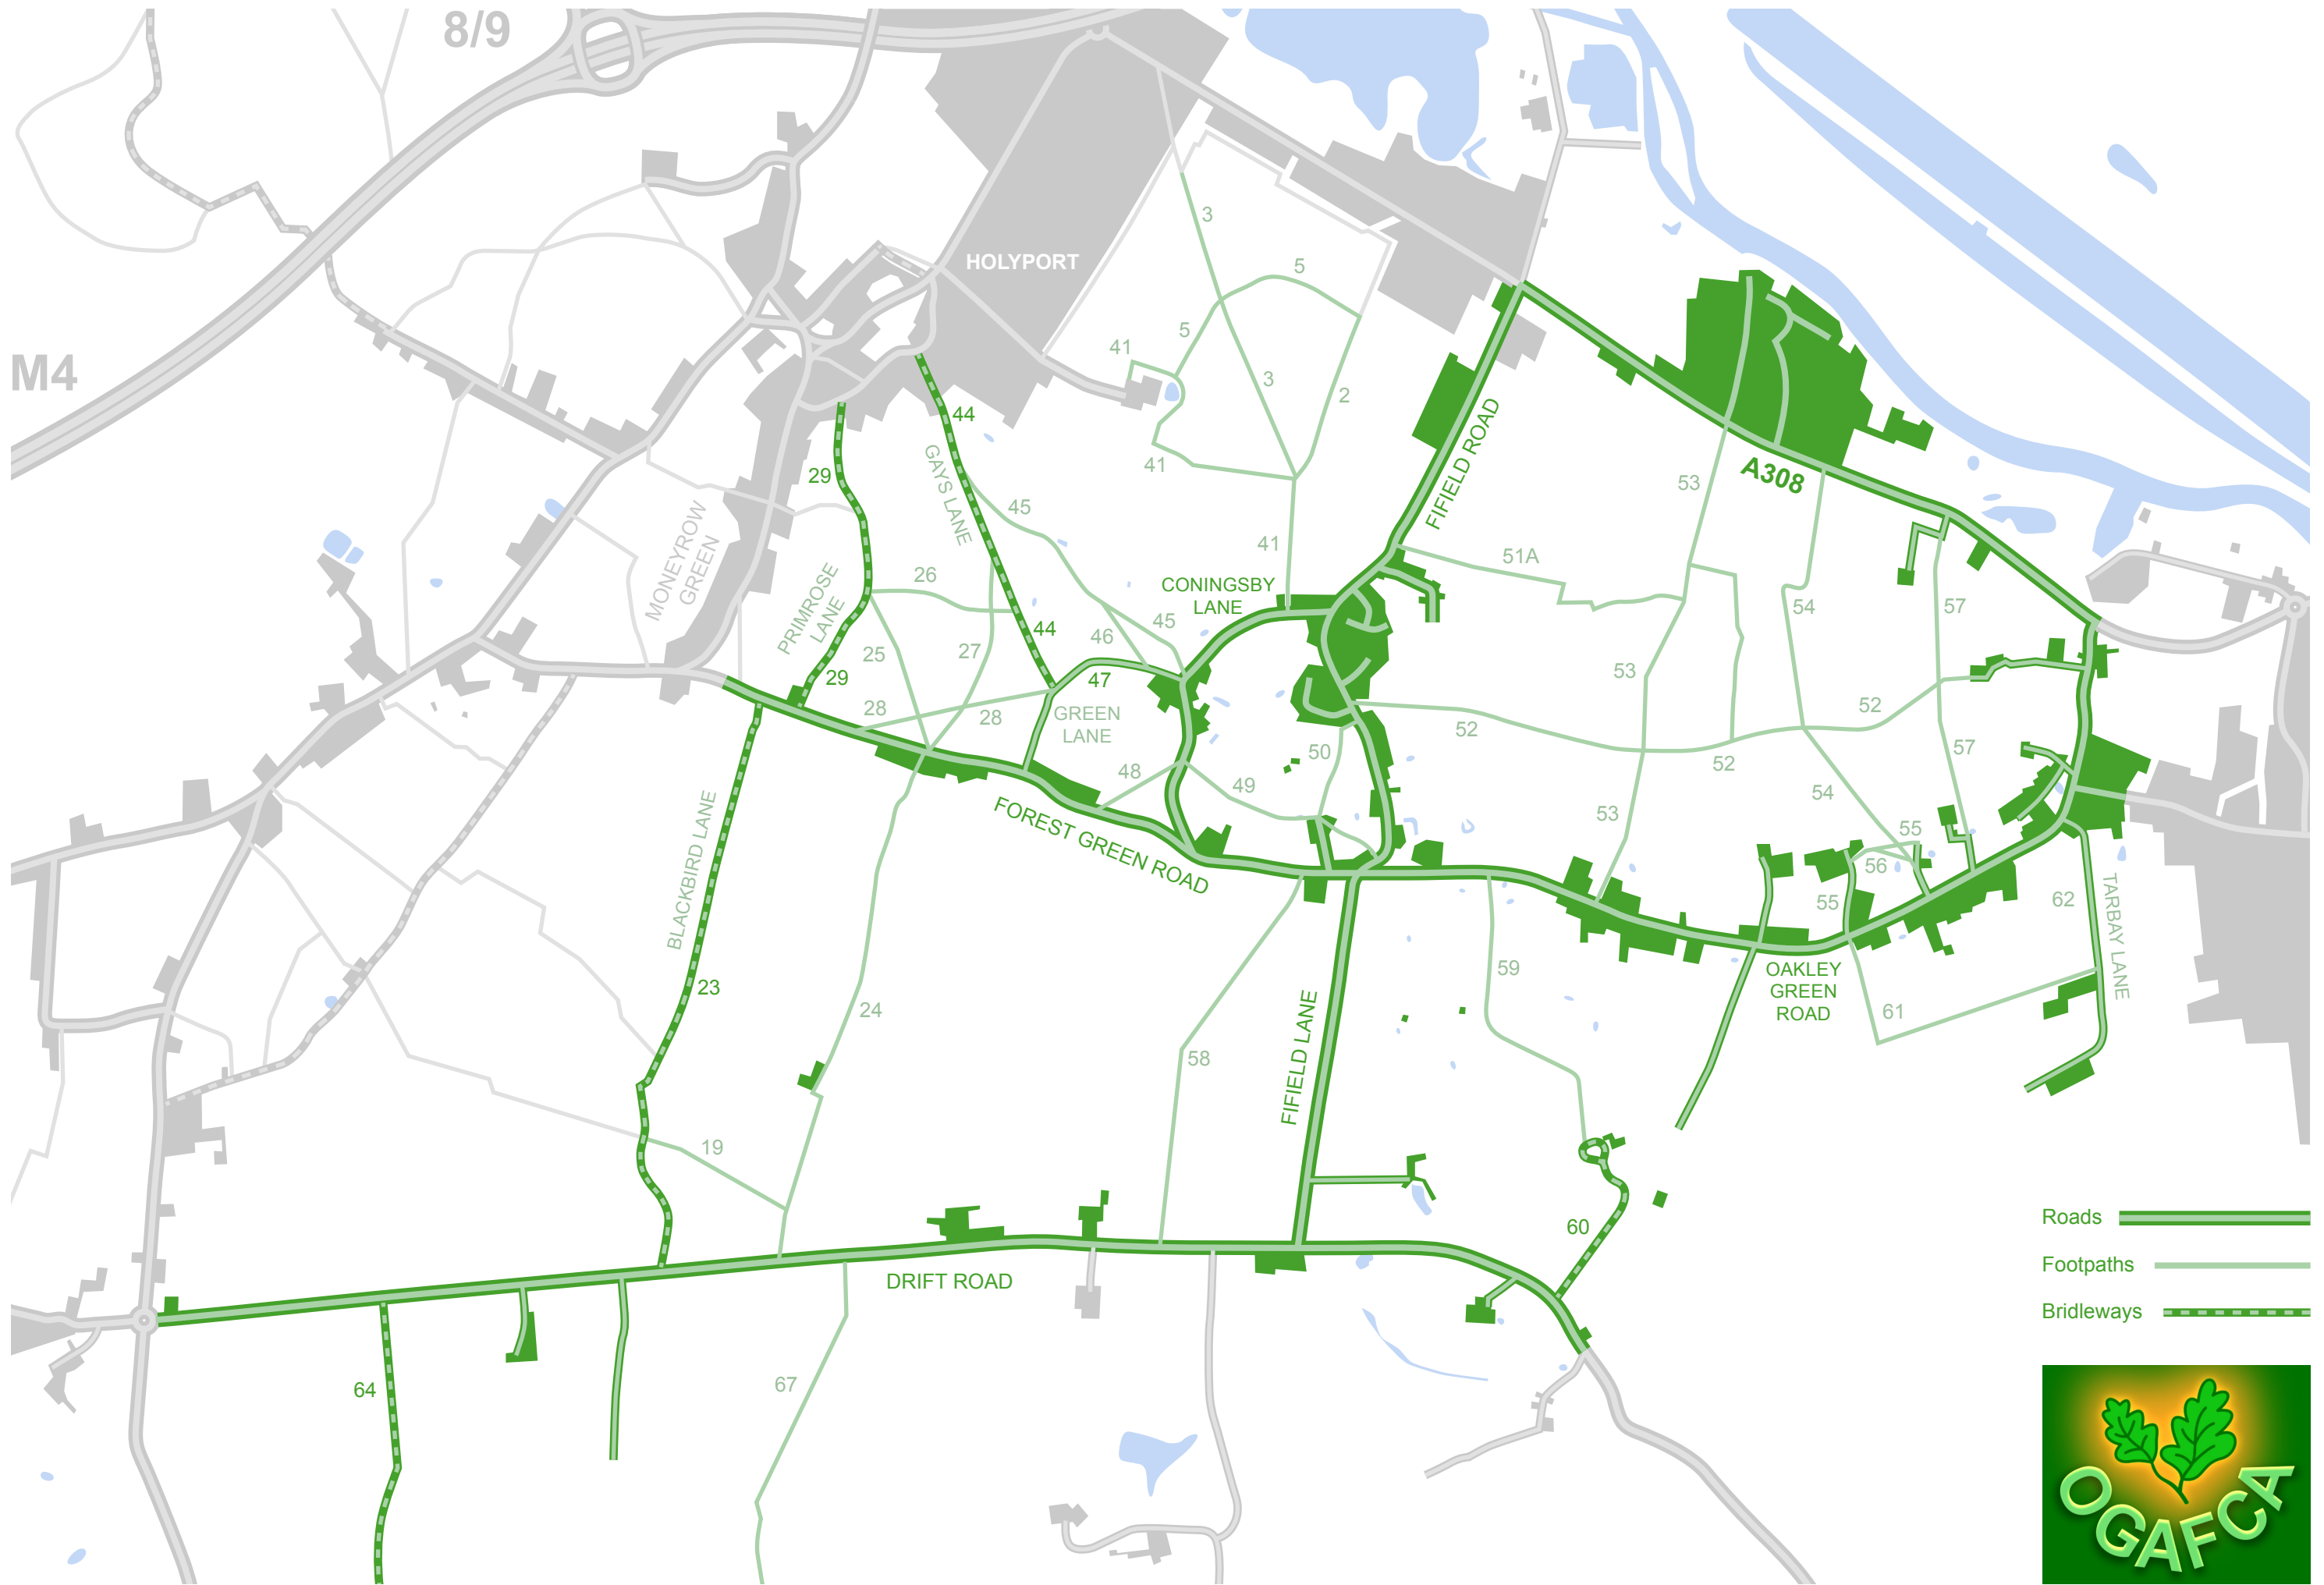 8/9
M4
HOLYPORT
3
5
5
41
3
2
44
29
GAYS LANE
41
45
FIFIELD ROAD
53
A308
MONEYROW
GREEN
41
51A
26
PRIMROSE
LANE
CONINGSBY
LANE
54
57
25
27
44
46
45
29
47
53
28
28
GREEN
LANE
50
52
52
52
57
48
49
54
BLACKBIRD LANE
FOREST GREEN ROAD
53
55
56
55
62
TARBAY LANE
23
24
58
FIFIELD LANE
59
OAKLEY
GREEN
ROAD
61
19
60
Roads
Footpaths
Bridleways
DRIFT ROAD
64
67
OGAFCA